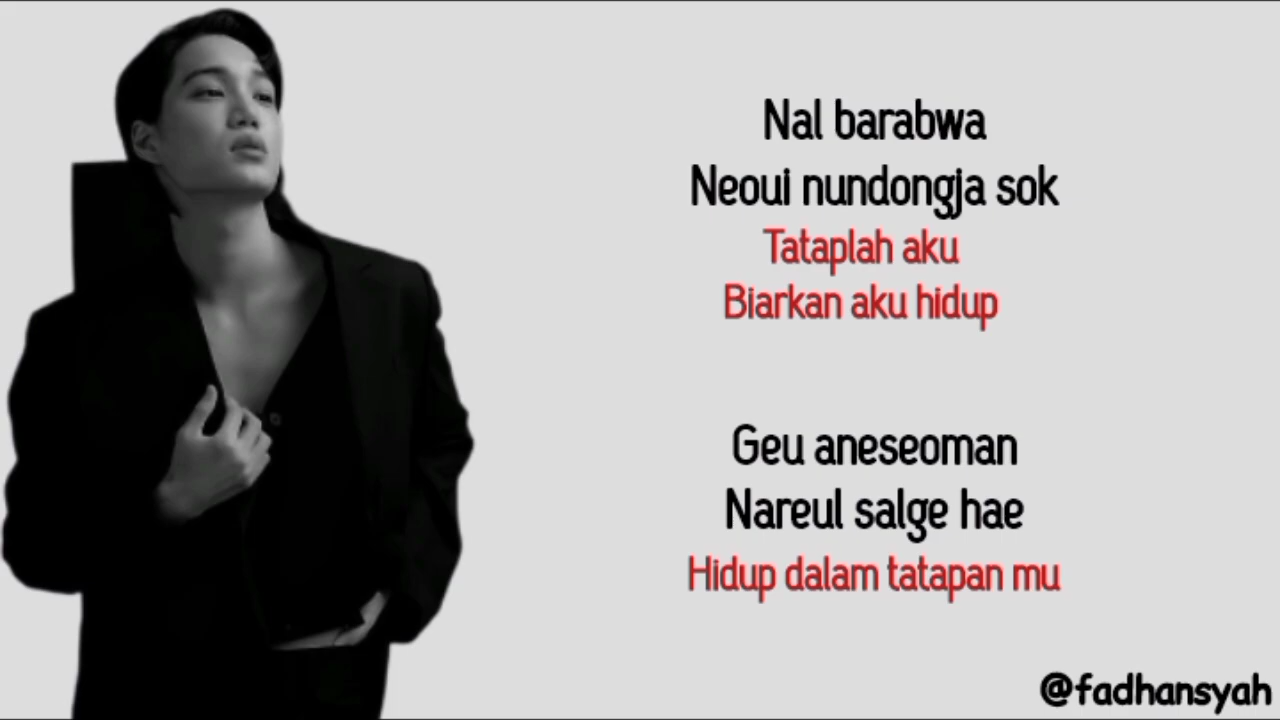 Nal barabwa
Neoui nundongja sok
Tataplah aku
Biarkan aku hidup
Geu aneseoman
Nareul salge hae
Hidup dalam tatapan mu
@fadhansyah